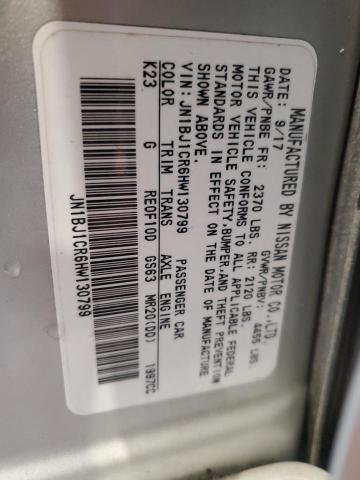 MANUFACTURED BY NISSAN MOTOR CO.,LTD.
DATE: 9/17 GVWR/PNBV: 4455 LBS.
GAWR/PNBE FR: 2370 LBS. RR: 2120 LBS.
THIS VEHICLE CONFORMS TO ALL APPLICABLE FEDERAL
MOTOR VEHICLE SAFETY,BUMPER,AND THEFT PREVENTION
STANDARDS IN EFFECT ON THE DATE OF MANUFACTURE
SHOWN ABOVE.
VIN: JN1BJ1CR6HW130799 PASSENGER CAR
COLOR TRIM TRANS AXLE ENGINE
K23 G RE0F10D GS63 MR20(DD) 1997CC
JN1BJ1CR6HW130799